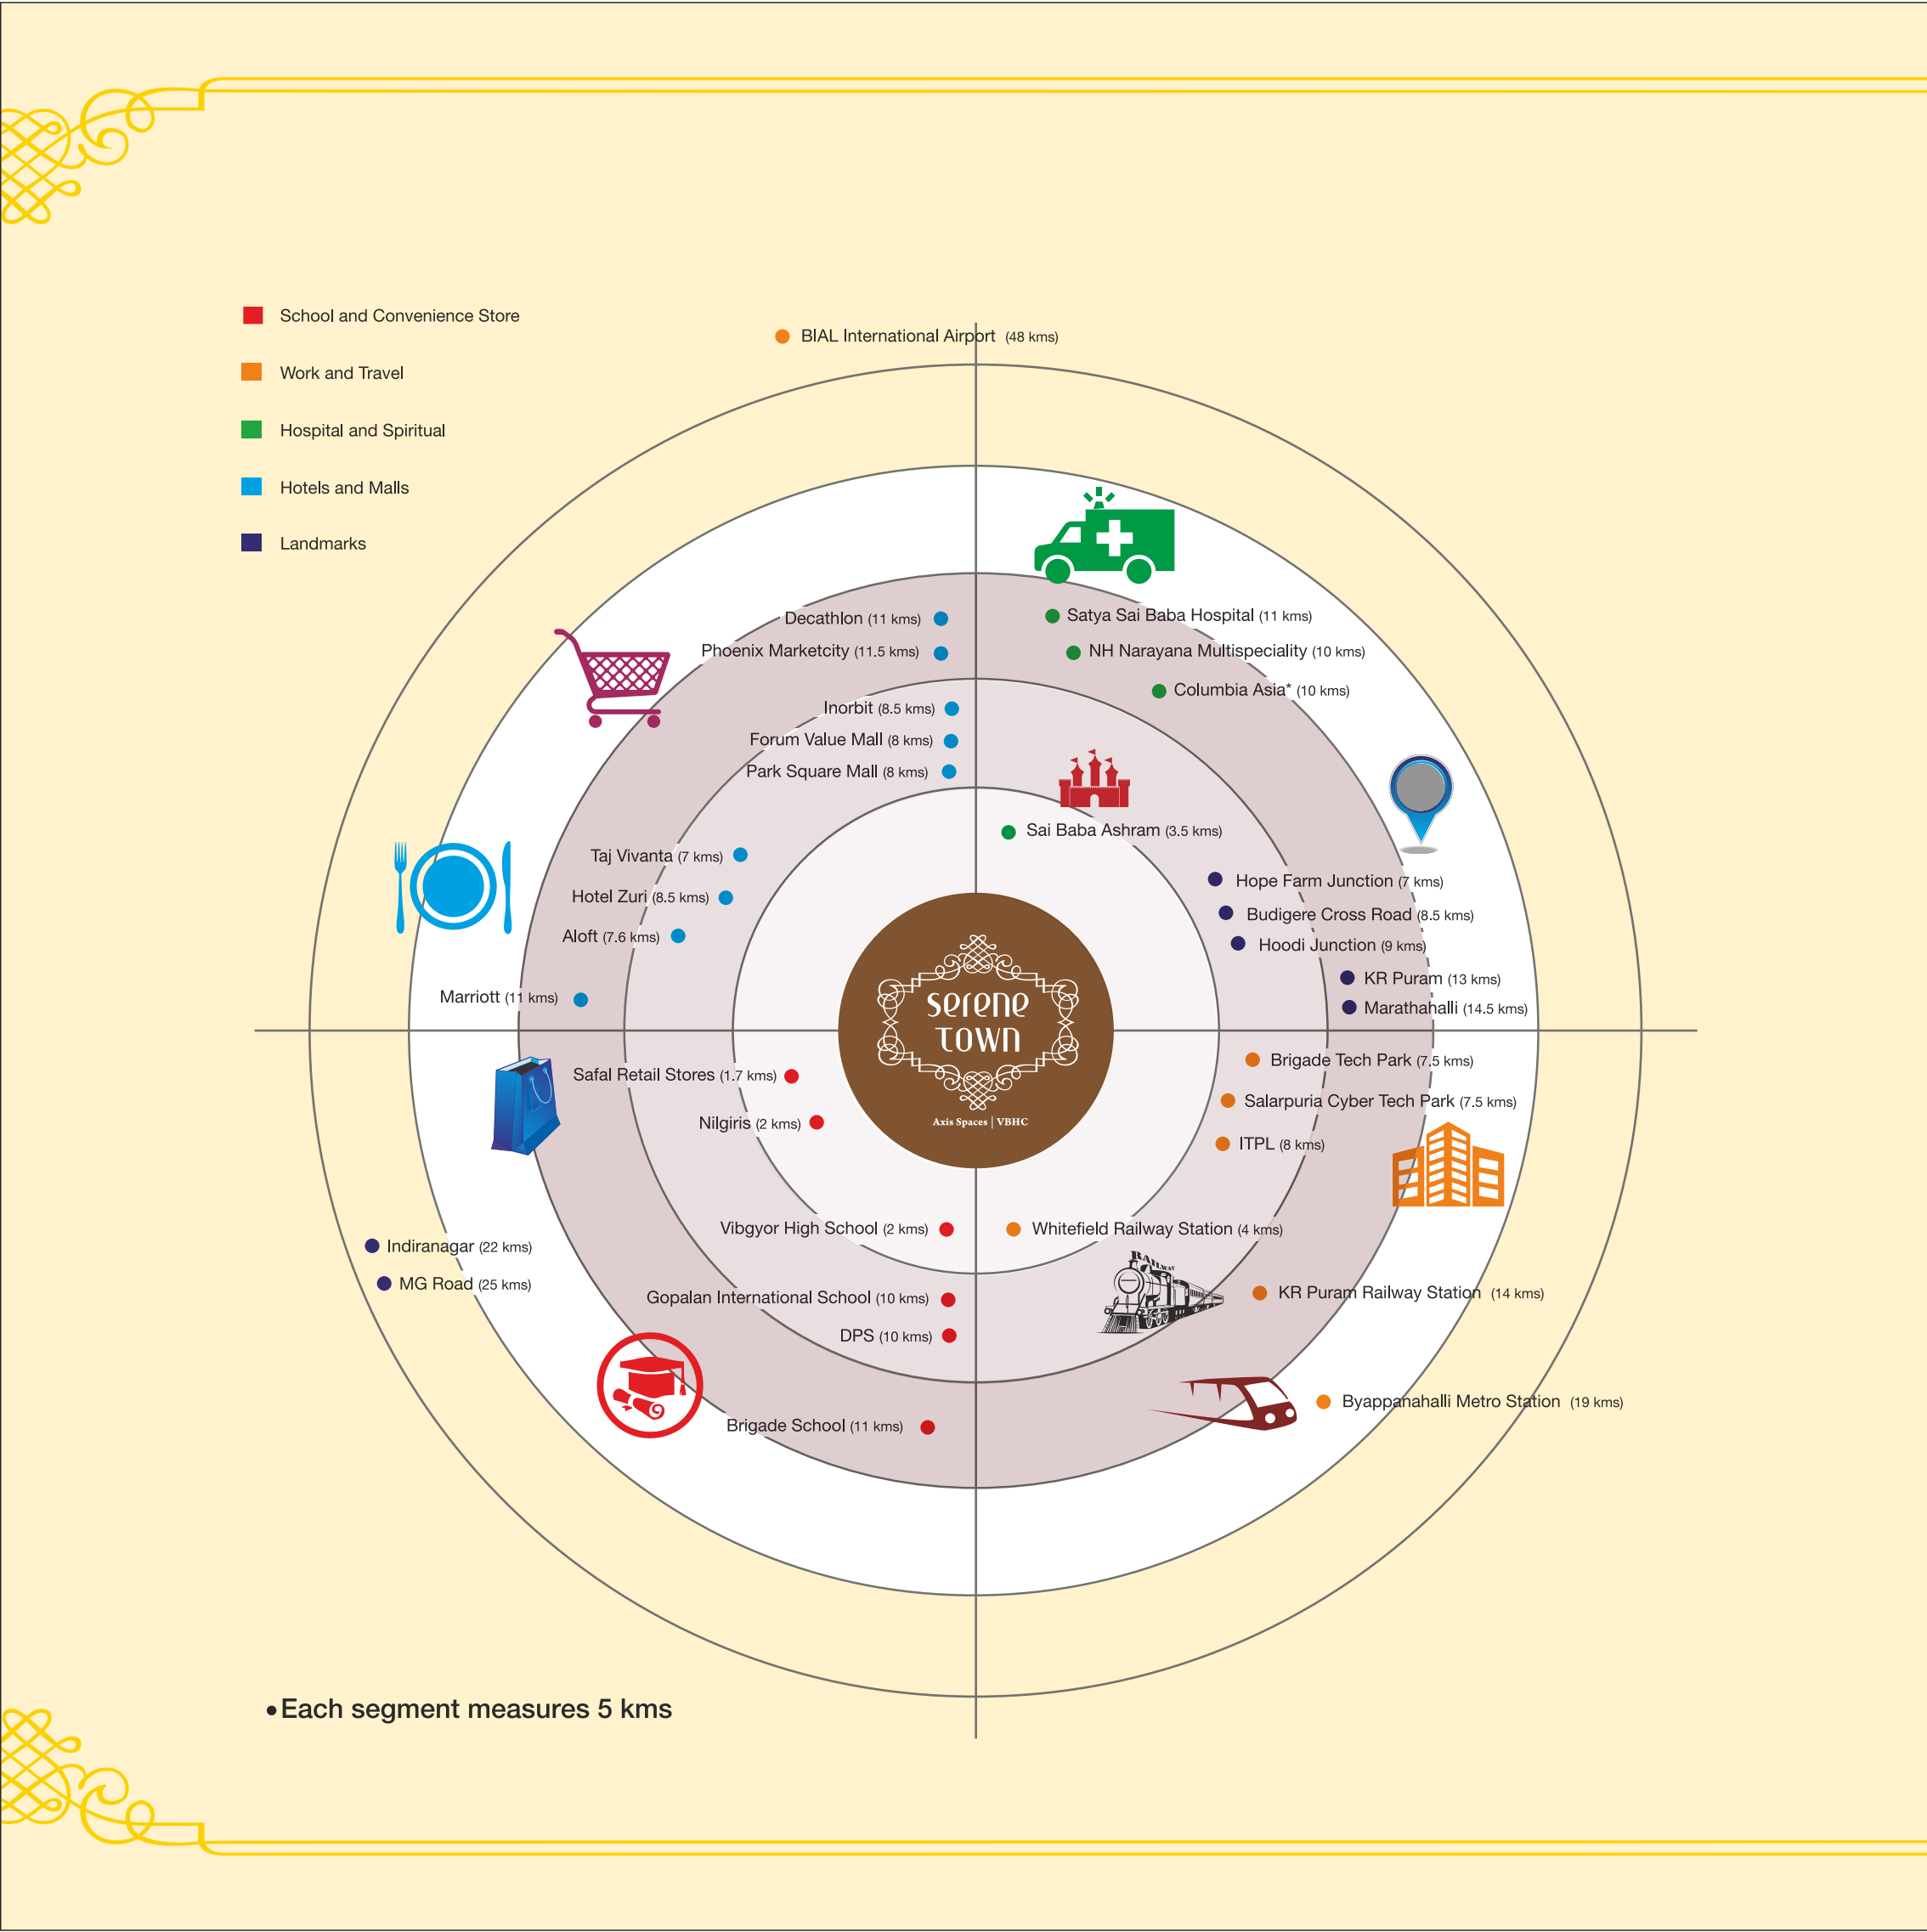 School and Convenience Store
Work and Travel
Hospital and Spiritual
Hotels and Malls
Landmarks
BIAL International Airport (48 kms)
Decathlon (11 kms)
Phoenix Marketcity (11.5 kms)
Inorbit (8.5 kms)
Forum Value Mall (8 kms)
Park Square Mall (8 kms)
Satya Sai Baba Hospital (11 kms)
NH Narayana Multispeciality (10 kms)
Columbia Asia* (10 kms)
Sai Baba Ashram (3.5 kms)
Taj Vivanta (7 kms)
Hotel Zuri (8.5 kms)
Aloft (7.6 kms)
Marriott (11 kms)
Hope Farm Junction (7 kms)
Budigere Cross Road (8.5 kms)
Hoodi Junction (9 kms)
KR Puram (13 kms)
Marathahalli (14.5 kms)
serene
TOWN
Axis Spaces | VBHC
Safal Retail Stores (1.7 kms)
Nilgiris (2 kms)
Brigade Tech Park (7.5 kms)
Salarpuria Cyber Tech Park (7.5 kms)
ITPL (8 kms)
Vibgyor High School (2 kms)
Whitefield Railway Station (4 kms)
RAILWAY
Indiranagar (22 kms)
MG Road (25 kms)
Gopalan International School (10 kms)
DPS (10 kms)
KR Puram Railway Station (14 kms)
Brigade School (11 kms)
Byappanahalli Metro Station (19 kms)
•Each segment measures 5 kms